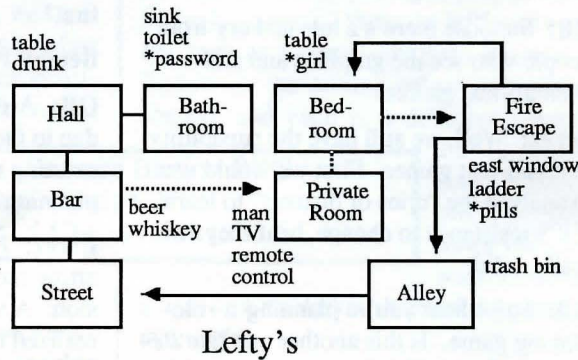 table
drunk
sink
toilet
*password
table
*girl
Hall
Bath-
room
Bed-
room
Fire
Escape
east window
ladder
*pills
Bar
beer
whiskey
man
TV
remote
control
Private
Room
trash bin
Street
Alley
Lefty's